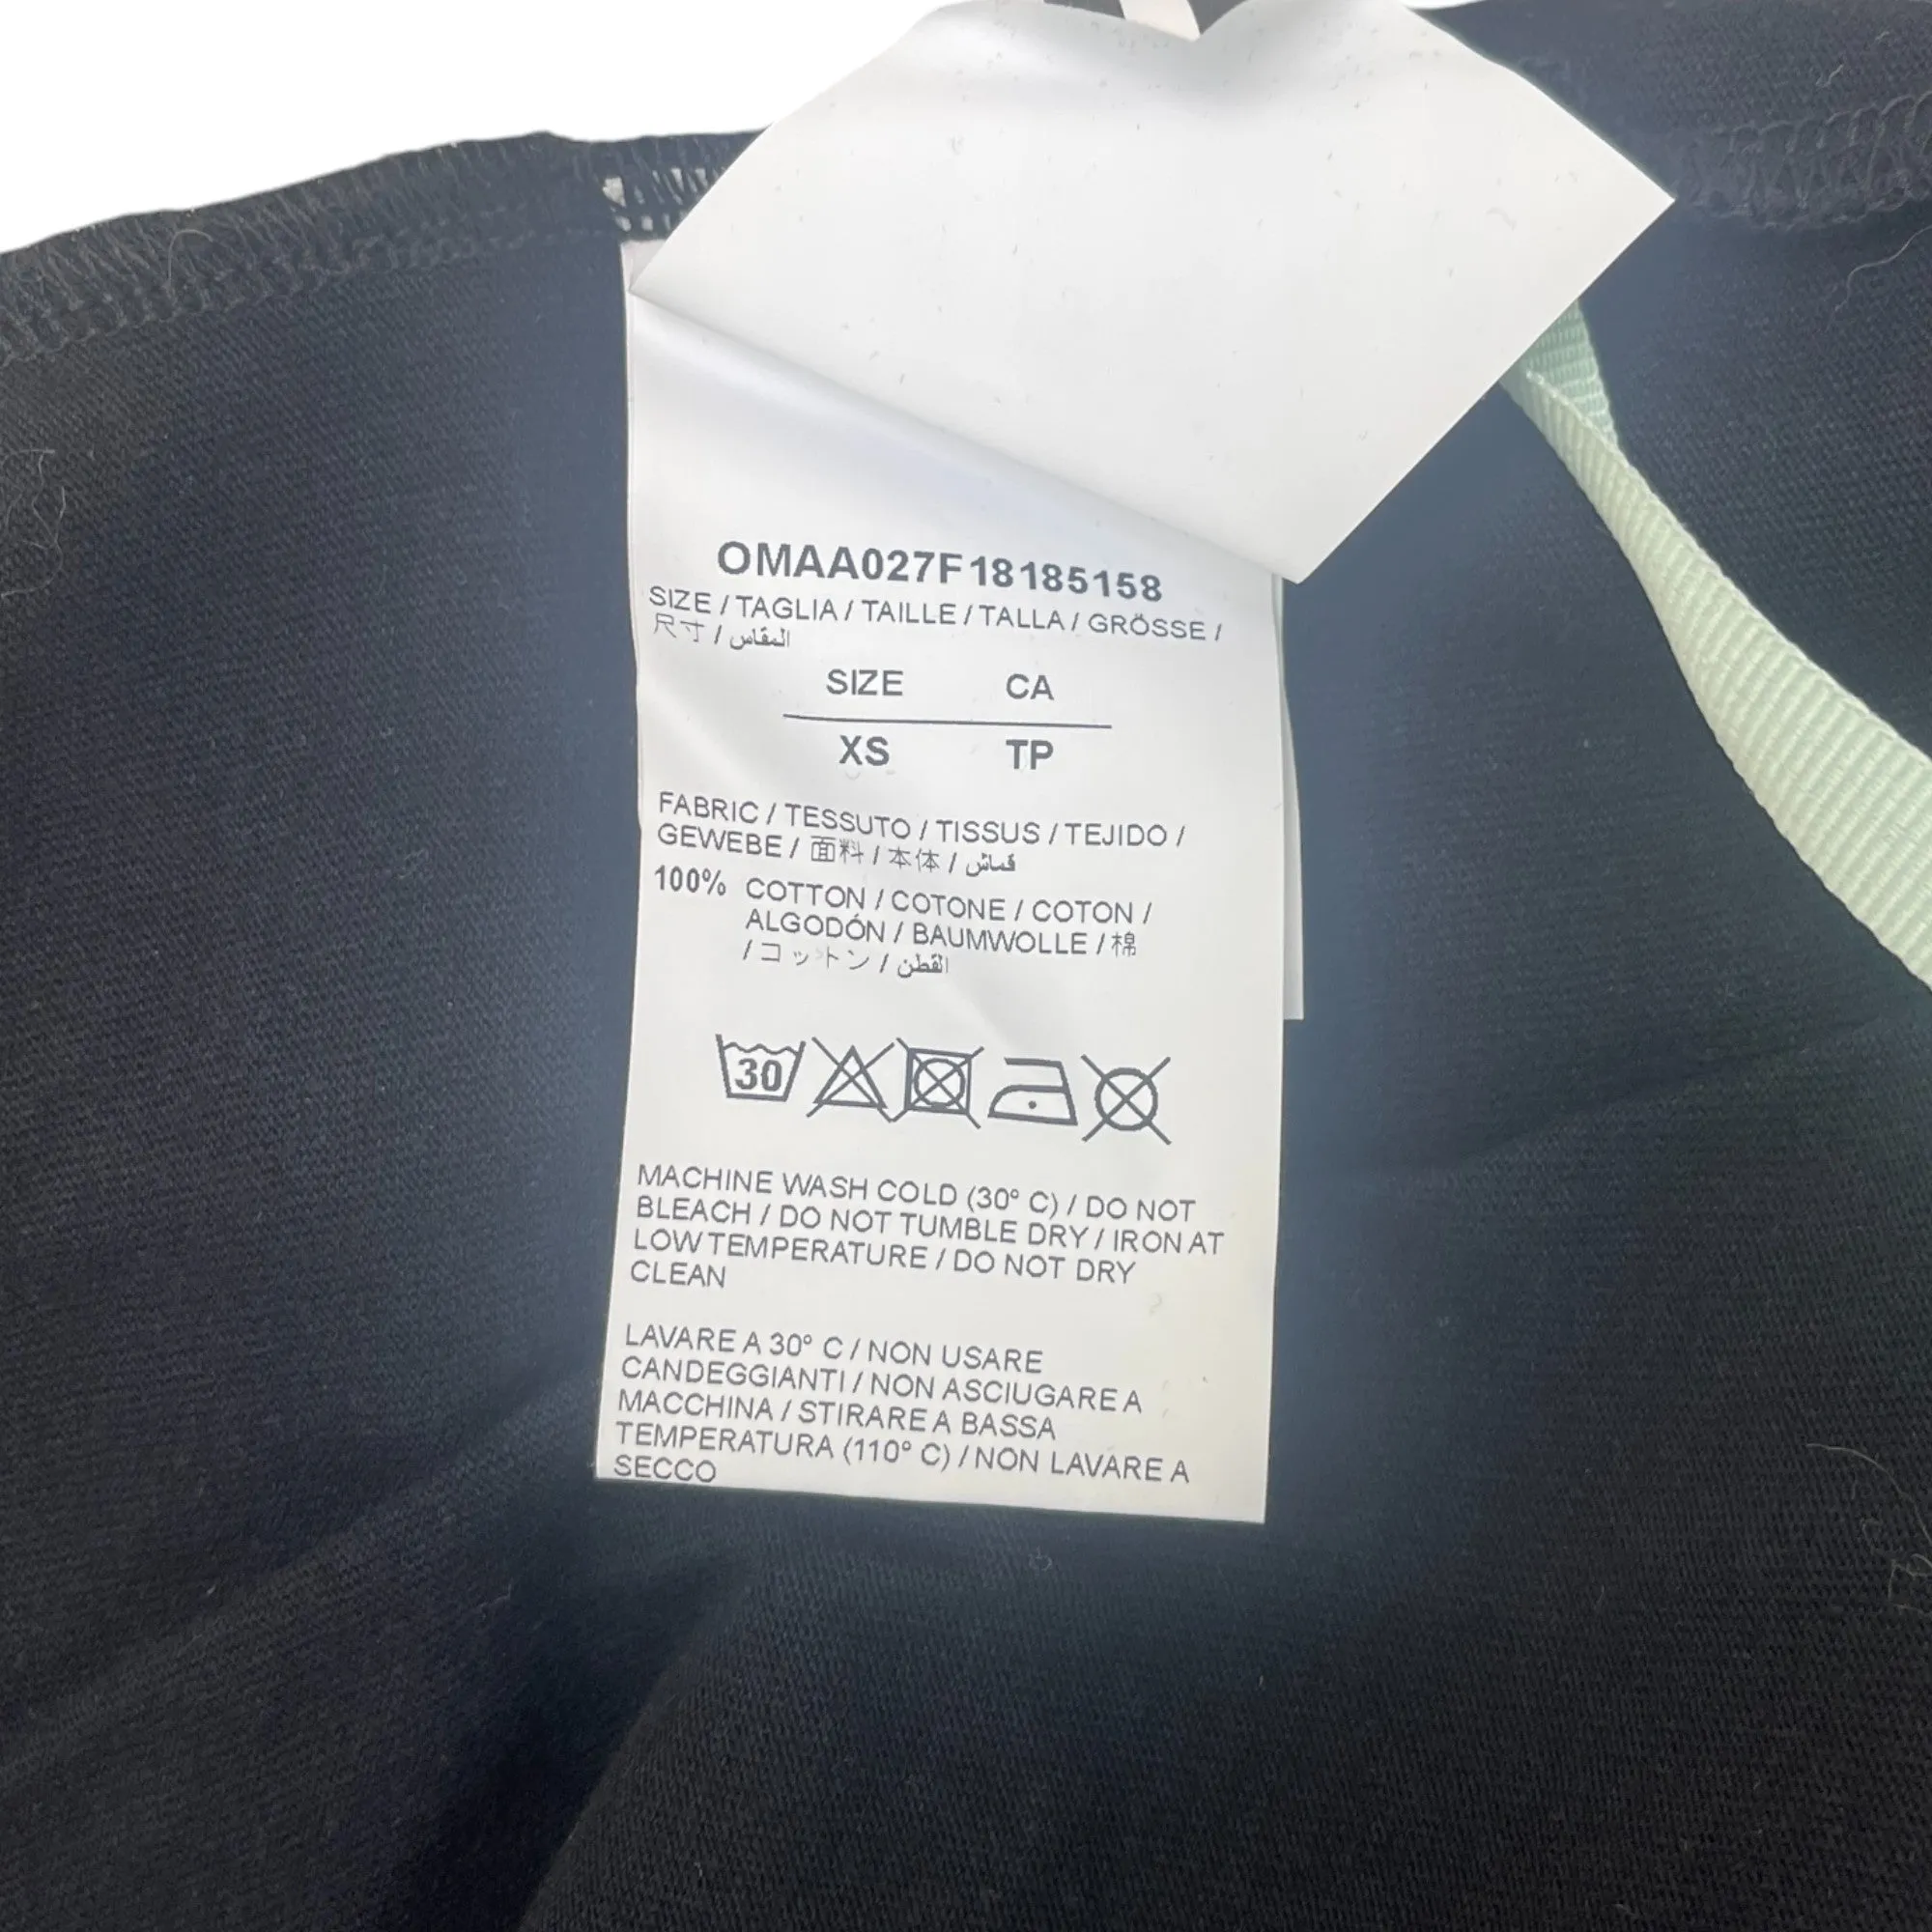 OMAA027F18185158
SIZE / TAGLIA / TAILLE / TALLA / GRÖSSE /
尺寸 / المقاس
SIZE CA
XS TP
FABRIC / TESSUTO / TISSUS / TEJIDO /
GEWEBE / 面料 / 本体 / قماش
100% COTTON / COTONE / COTON /
ALGODÓN / BAUMWOLLE / 棉
/ コットン / القطن
30
MACHINE WASH COLD (30° C) / DO NOT
BLEACH / DO NOT TUMBLE DRY / IRON AT
LOW TEMPERATURE / DO NOT DRY
CLEAN
LAVARE A 30° C / NON USARE
CANDEGGIANTI / NON ASCIUGARE A
MACCHINA / STIRARE A BASSA
TEMPERATURA (110° C) / NON LAVARE A
SECCO